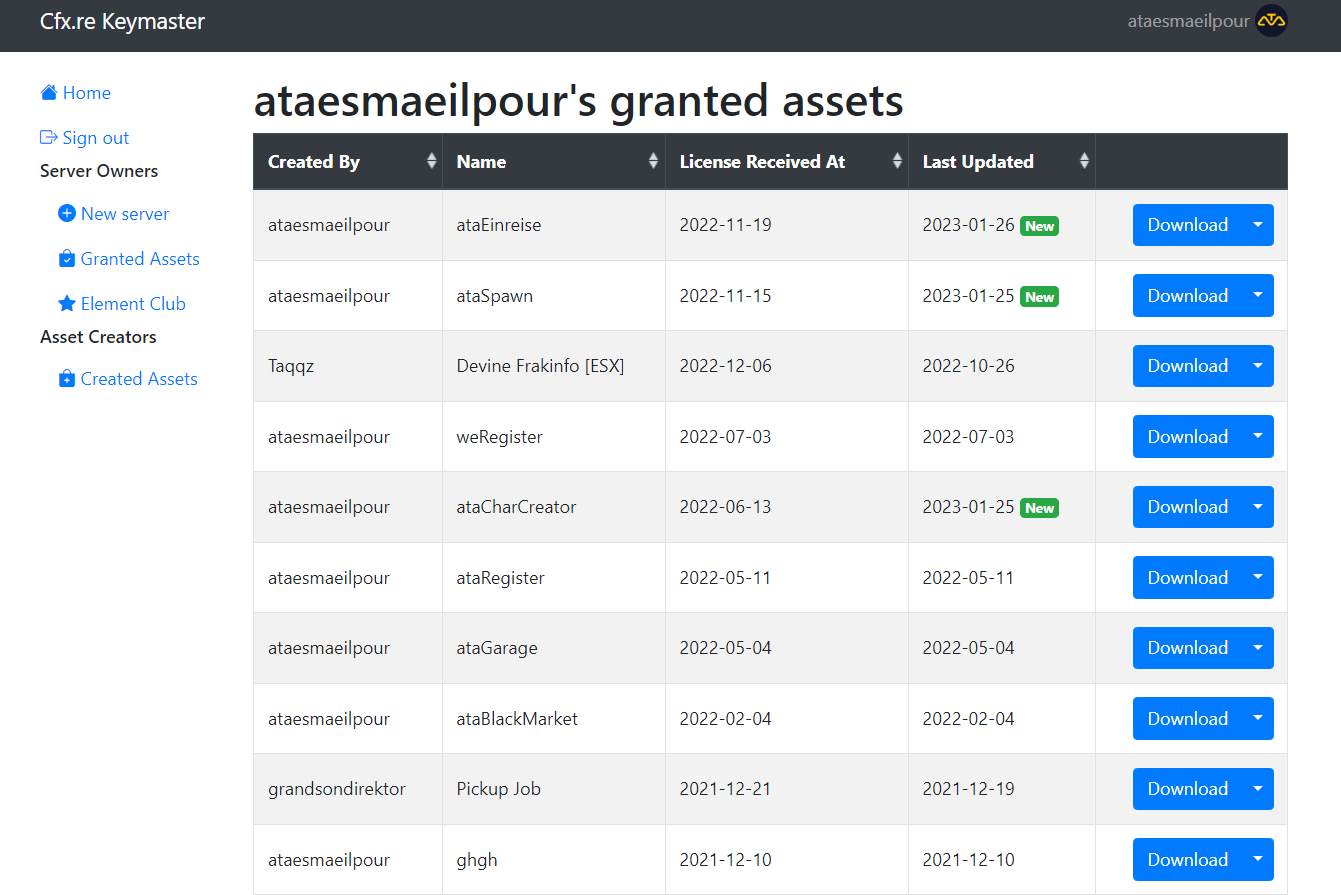 Cfx.re Keymaster
ataesmaeilpour
Home
Sign out
Server Owners
New server
Granted Assets
Element Club
Asset Creators
Created Assets
ataesmaeilpour's granted assets
Created By Name License Received At Last Updated
ataesmaeilpour ataEinreise 2022-11-19 2023-01-26 New Download
ataesmaeilpour ataSpawn 2022-11-15 2023-01-25 New Download
Taqqz Devine Frakinfo [ESX] 2022-12-06 2022-10-26 Download
ataesmaeilpour weRegister 2022-07-03 2022-07-03 Download
ataesmaeilpour ataCharCreator 2022-06-13 2023-01-25 New Download
ataesmaeilpour ataRegister 2022-05-11 2022-05-11 Download
ataesmaeilpour ataGarage 2022-05-04 2022-05-04 Download
ataesmaeilpour ataBlackMarket 2022-02-04 2022-02-04 Download
grandsondirektor Pickup Job 2021-12-21 2021-12-19 Download
ataesmaeilpour ghgh 2021-12-10 2021-12-10 Download